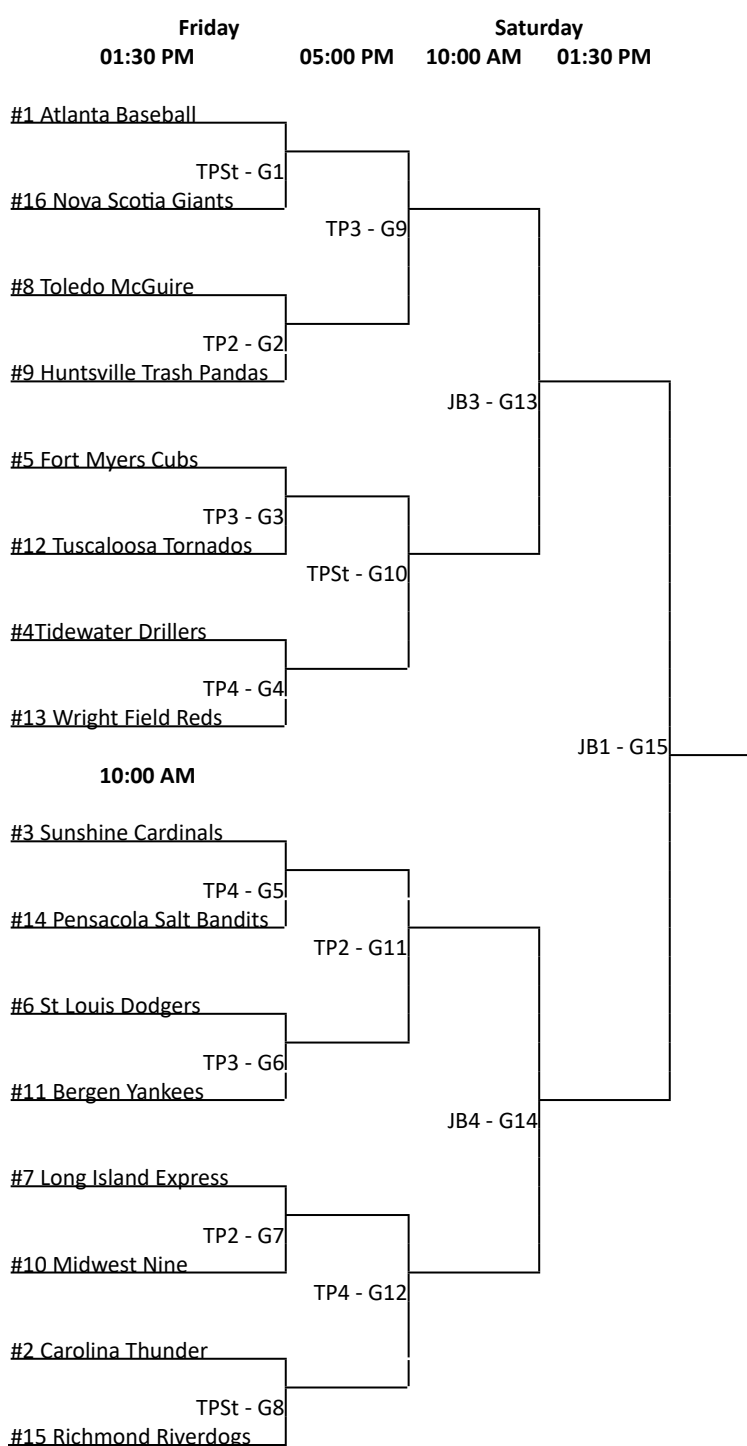 Friday Saturday
01:30 PM 05:00 PM 10:00 AM 01:30 PM
#1 Atlanta Baseball
TPSt - G1
#16 Nova Scotia Giants
TP3 - G9
#8 Toledo McGuire
TP2 - G2
#9 Huntsville Trash Pandas
JB3 - G13
#5 Fort Myers Cubs
TP3 - G3
#12 Tuscaloosa Tornados
TPSt - G10
#4Tidewater Drillers
TP4 - G4
#13 Wright Field Reds
JB1 - G15
10:00 AM
#3 Sunshine Cardinals
TP4 - G5
#14 Pensacola Salt Bandits
TP2 - G11
#6 St Louis Dodgers
TP3 - G6
#11 Bergen Yankees
JB4 - G14
#7 Long Island Express
TP2 - G7
#10 Midwest Nine
TP4 - G12
#2 Carolina Thunder
TPSt - G8
#15 Richmond Riverdogs